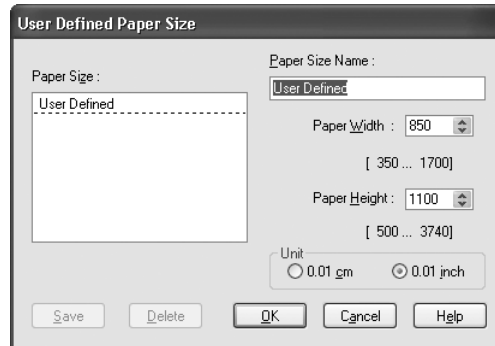 User Defined Paper Size
Paper Size :
User Defined
Paper Size Name :
User Defined
Paper Width : 850
[ 350 ... 1700]
Paper Height : 1100
[ 500 ... 3740]
Unit
0.01 cm 0.01 inch
Save Delete OK Cancel Help